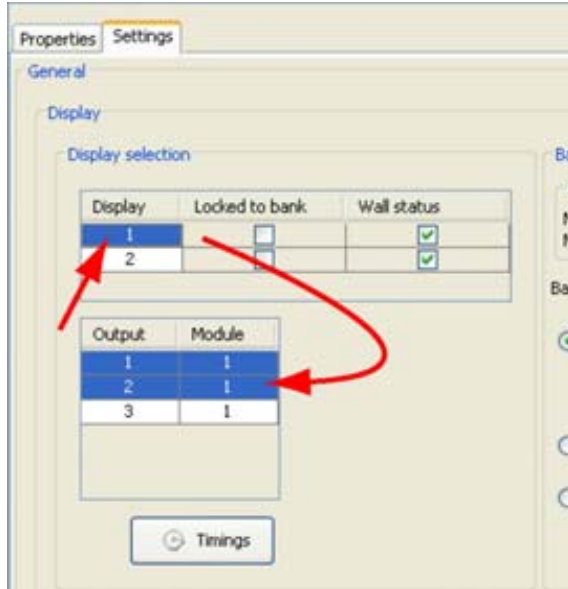 Properties Settings
General
Display
Display selection
Display Locked to bank Wall status
1
2
Output Module
1 1
2 1
3 1
Timings
Ba